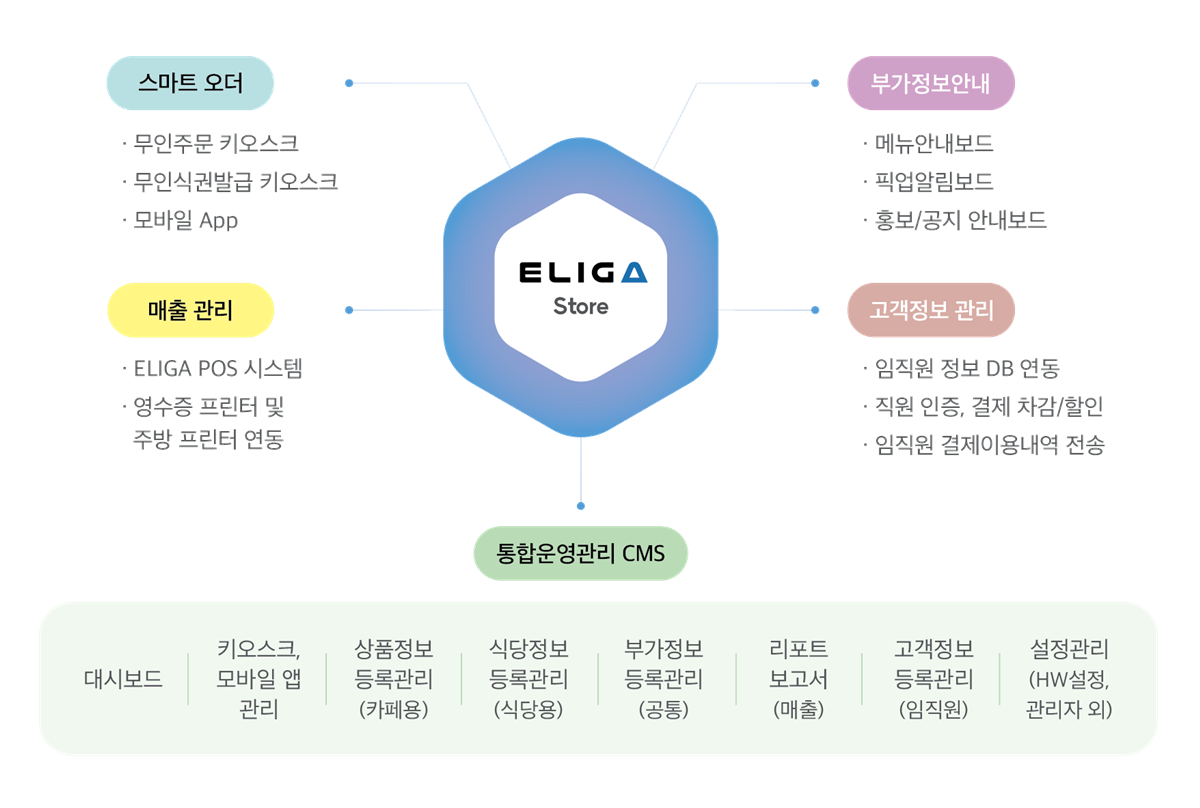 스마트 오더
· 무인주문 키오스크
· 무인식권발급 키오스크
· 모바일 App
부가정보안내
· 메뉴안내보드
· 픽업알림보드
· 홍보/공지 안내보드
ELIGA
Store
매출 관리
· ELIGA POS 시스템
· 영수증 프린터 및
주방 프린터 연동
고객정보 관리
· 임직원 정보 DB 연동
· 직원 인증, 결제 차감/할인
· 임직원 결제이용내역 전송
통합운영관리 CMS
대시보드
키오스크,
모바일 앱
관리
상품정보
등록관리
(카페용)
식당정보
등록관리
(식당용)
부가정보
등록관리
(공통)
리포트
보고서
(매출)
고객정보
등록관리
(임직원)
설정관리
(HW설정,
관리자 외)